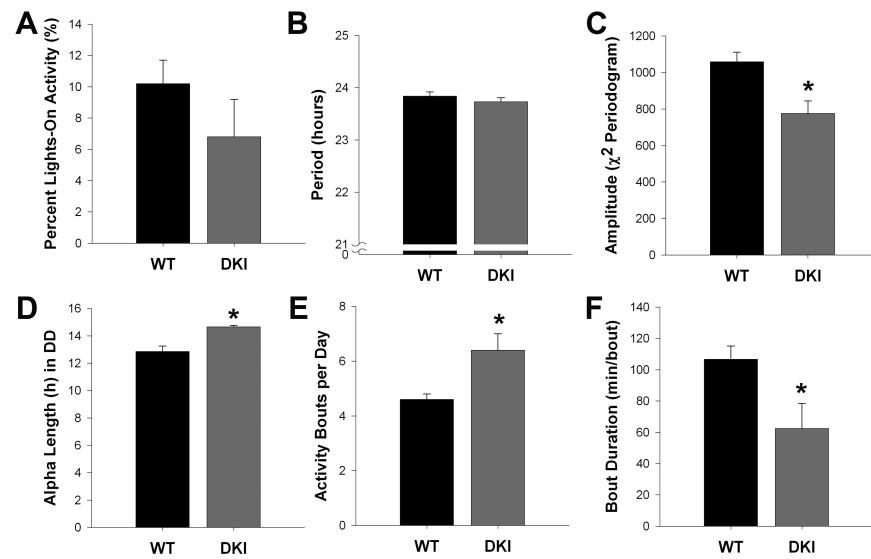 A
Percent Lights-On Activity (%)
14
12
10
8
6
4
2
0
WT DKI
B
Period (hours)
25
24
23
22
21
0
WT DKI
C
Amplitude (χ² Periodogram)
1200
1000
800
600
400
200
0
*
WT DKI
D
Alpha Length (h) in DD
16
14
12
10
8
6
4
2
0
*
WT DKI
E
Activity Bouts per Day
8
6
4
2
0
*
WT DKI
F
Bout Duration (min/bout)
140
120
100
80
60
40
20
0
*
WT DKI